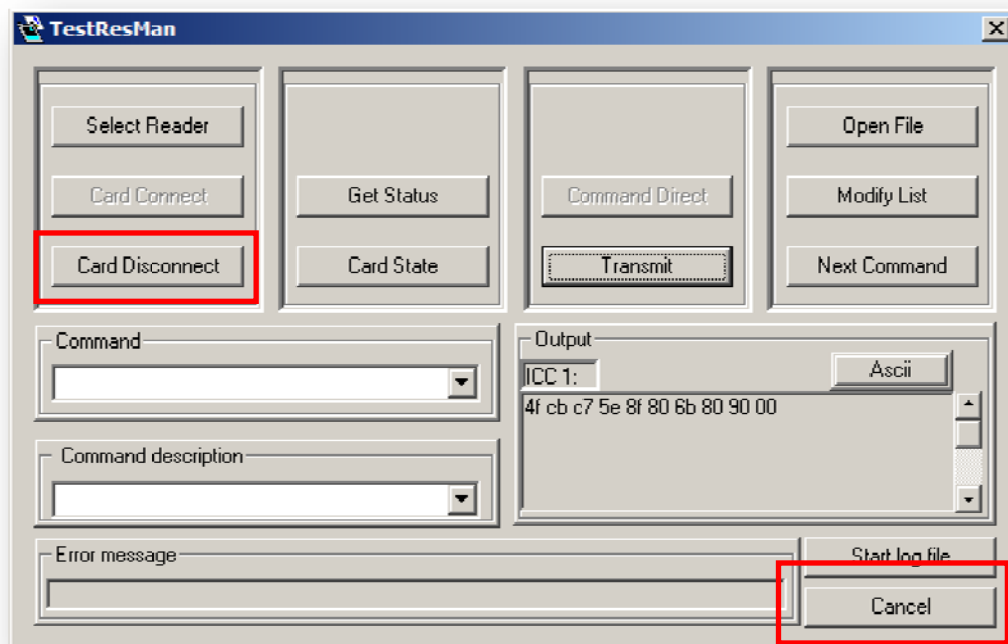 TestResMan
Select Reader
Card Connect
Card Disconnect
Get Status
Card State
Command Direct
Transmit
Open File
Modify List
Next Command
Command
Command description
Output
ICC 1:
Ascii
4f cb c7 5e 8f 80 6b 80 90 00
Error message
Start log file
Cancel